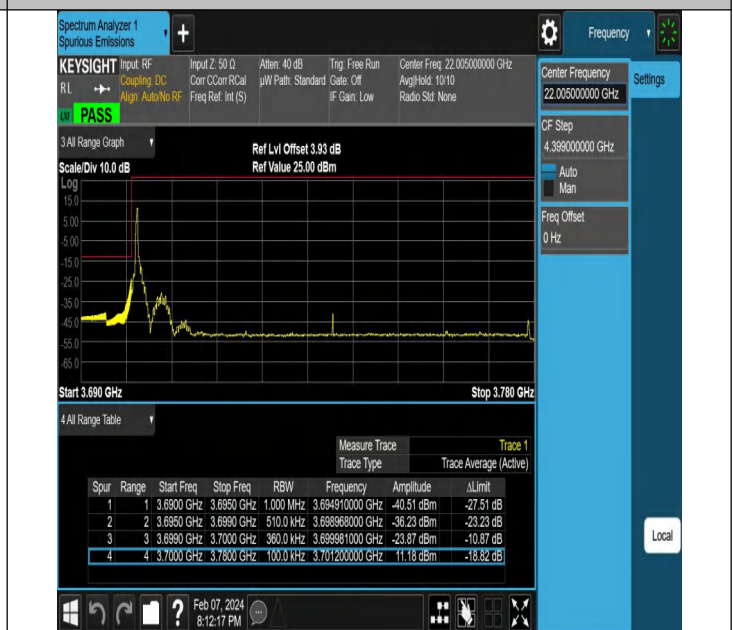 Spectrum Analyzer 1
Spurious Emissions
Frequency
KEYSIGHT Input: RF Input Z: 50 Ω Atten: 40 dB Trig: Free Run Center Freq: 22.005000000 GHz
RL Coupling: DC Corr CCorr RCal µW Path: Standard Gate: Off Avg|Hold: 10/10
Align: Auto/No RF Freq Ref: Int (S) IF Gain: Low Radio Std: None
LXI PASS
Center Frequency
22.005000000 GHz
Settings
CF Step
4.399000000 GHz
Auto
Man
Freq Offset
0 Hz
Local
3 All Range Graph
Ref Lvl Offset 3.93 dB
Scale/Div 10.0 dB Ref Value 25.00 dBm
Log
15.0
5.00
-5.00
-15.0
-25.0
-35.0
-45.0
-55.0
-65.0
Start 3.690 GHz Stop 3.780 GHz
4 All Range Table
Measure Trace Trace 1
Trace Type Trace Average (Active)
Spur Range Start Freq Stop Freq RBW Frequency Amplitude ΔLimit
1 1 3.6900 GHz 3.6950 GHz 1.000 MHz 3.694910000 GHz -40.51 dBm -27.51 dB
2 2 3.6950 GHz 3.6990 GHz 510.0 kHz 3.698968000 GHz -36.23 dBm -23.23 dB
3 3 3.6990 GHz 3.7000 GHz 360.0 kHz 3.699981000 GHz -23.87 dBm -10.87 dB
4 4 3.7000 GHz 3.7800 GHz 100.0 kHz 3.701200000 GHz 11.18 dBm -18.82 dB
Feb 07, 2024
8:12:17 PM